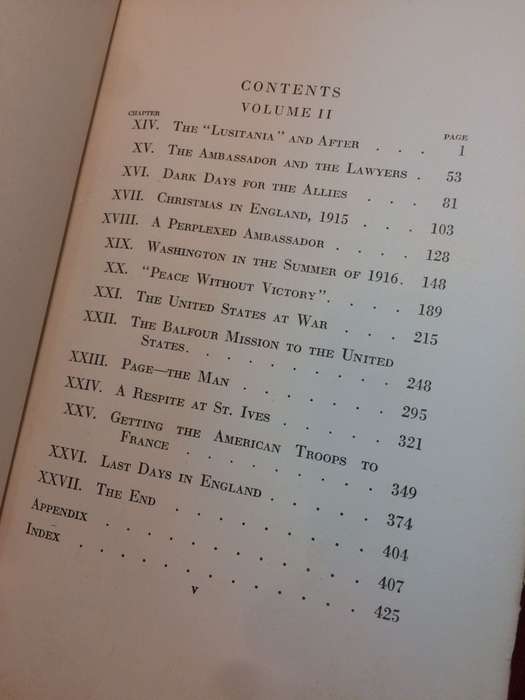 CONTENTS
VOLUME II
CHAPTER PAGE
XIV. The "Lusitania" and After . . . 1
XV. The Ambassador and the Lawyers . 53
XVI. Dark Days for the Allies . . . 81
XVII. Christmas in England, 1915 . . . 103
XVIII. A Perplexed Ambassador . . . . 128
XIX. Washington in the Summer of 1916 . 148
XX. "Peace Without Victory" . . . . 189
XXI. The United States at War . . . 215
XXII. The Balfour Mission to the United
States . . . . . . . . 248
XXIII. Page—the Man . . . . . . 295
XXIV. A Respite at St. Ives . . . . 321
XXV. Getting the American Troops to
France . . . . . . . . 349
XXVI. Last Days in England . . . . 374
XXVII. The End . . . . . . . . 404
Appendix . . . . . . . . . . 407
Index . . . . . . . . . . . 425
v